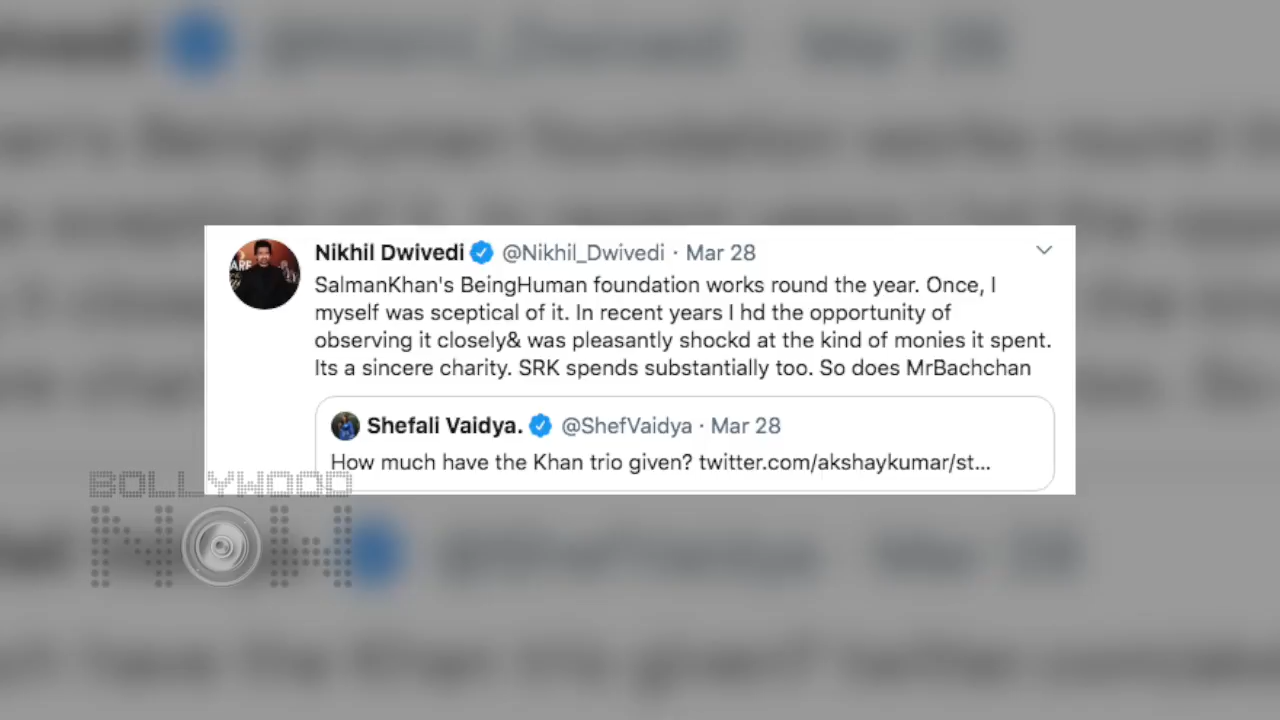 Nikhil Dwivedi @Nikhil_Dwivedi · Mar 28
SalmanKhan's BeingHuman foundation works round the year. Once, I
myself was sceptical of it. In recent years I hd the opportunity of
observing it closely& was pleasantly shockd at the kind of monies it spent.
Its a sincere charity. SRK spends substantially too. So does MrBachchan
Shefali Vaidya. @ShefVaidya · Mar 28
How much have the Khan trio given? twitter.com/akshaykumar/st...
BOLLYWOOD
NOW